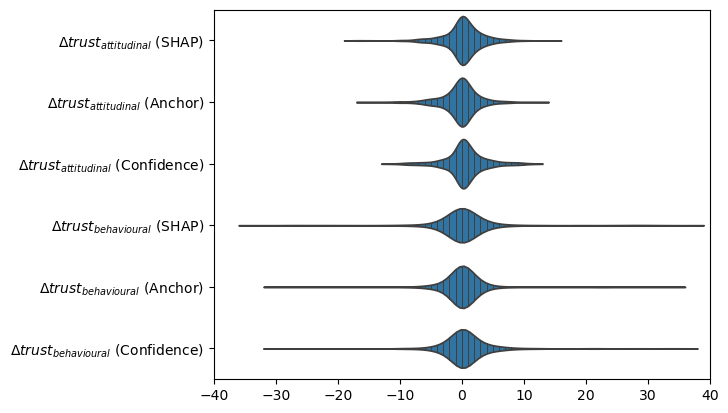 Δtrust_attitudinal (SHAP)
Δtrust_attitudinal (Anchor)
Δtrust_attitudinal (Confidence)
Δtrust_behavioural (SHAP)
Δtrust_behavioural (Anchor)
Δtrust_behavioural (Confidence)
−40 −30 −20 −10 0 10 20 30 40